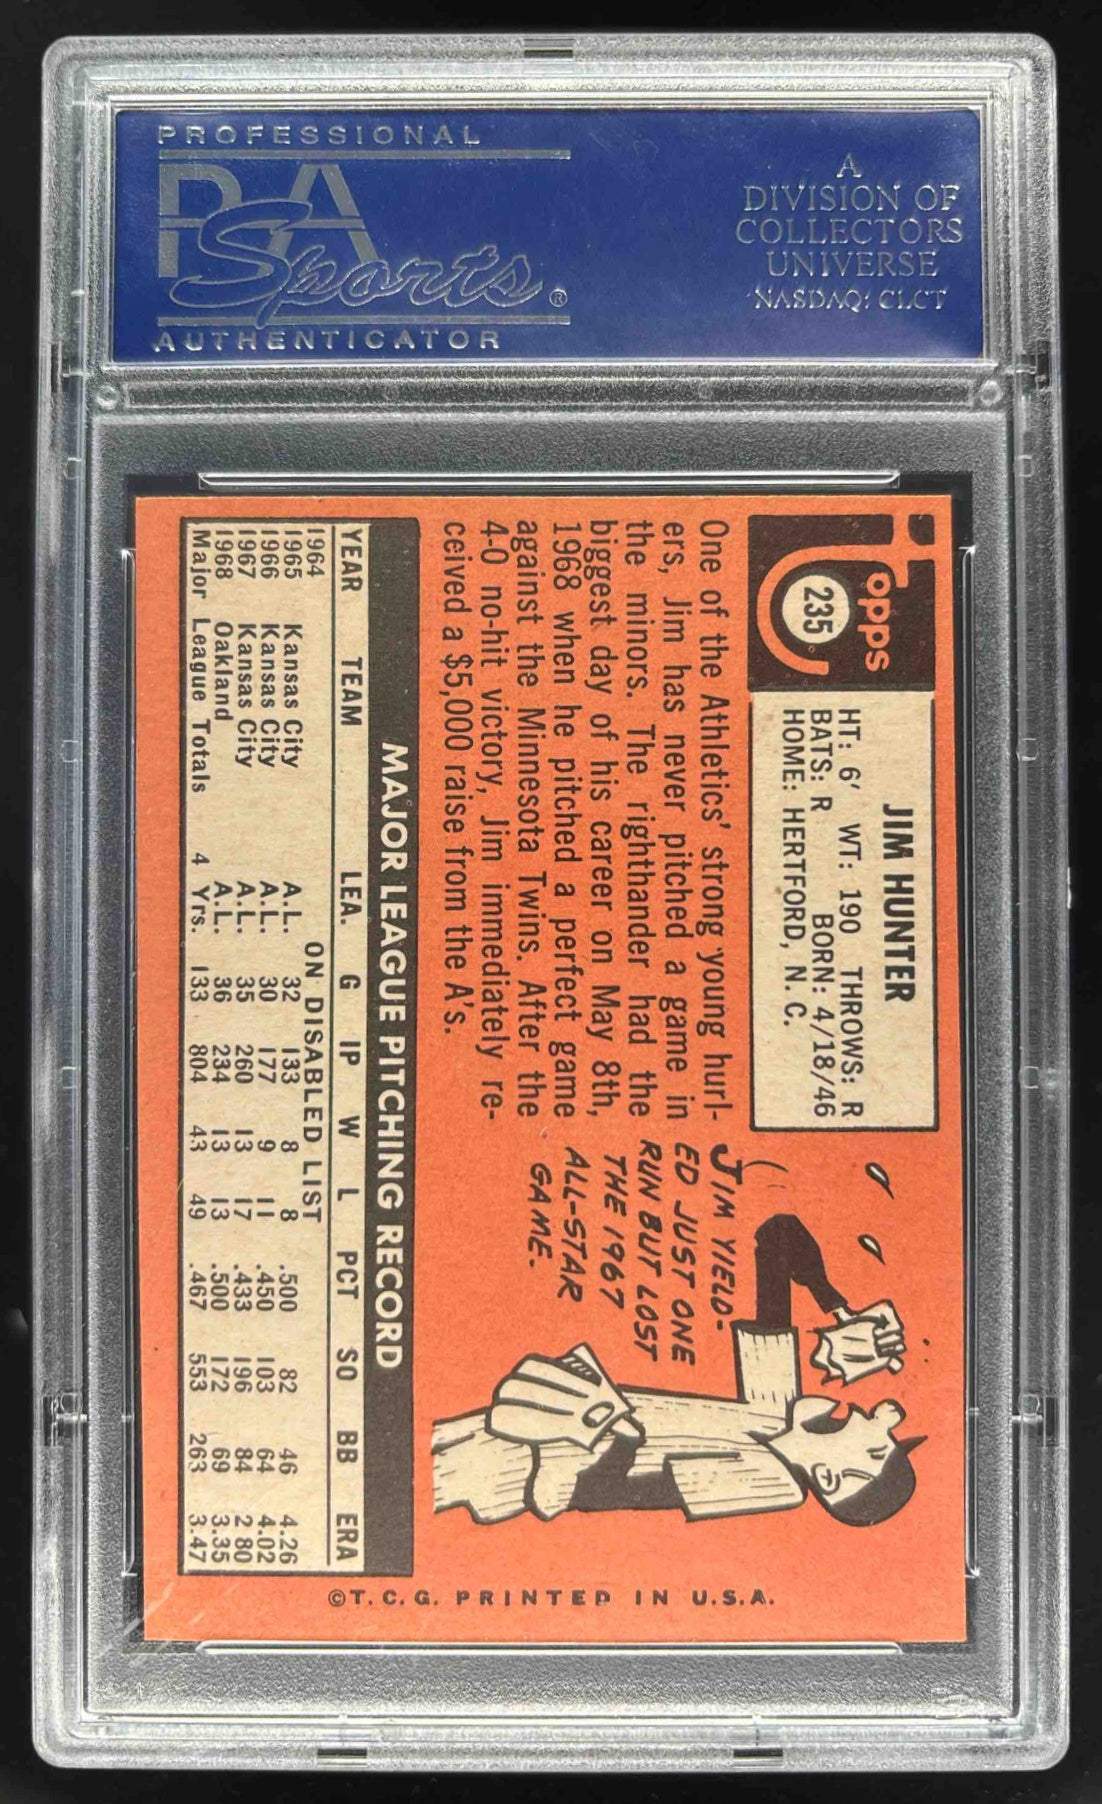 PROFESSIONAL
PSA
Sports®
AUTHENTICATOR
A
DIVISION OF
COLLECTORS
UNIVERSE
NASDAQ: CLCT
Topps
235
JIM HUNTER
HT: 6' WT: 190 THROWS: R
BATS: R BORN: 4/18/46
HOME: HERTFORD, N. C.
One of the Athletics' strong young hurl-
ers, Jim has never pitched a game in
the minors. The righthander had the
biggest day of his career on May 8th,
1968 when he pitched a perfect game
against the Minnesota Twins. After the
4-0 no-hit victory, Jim immediately re-
ceived a $5,000 raise from the A's.
JIM YIELD-
ED JUST ONE
RUN BUT LOST
THE 1967
ALL-STAR
GAME.
MAJOR LEAGUE PITCHING RECORD
YEAR TEAM LEA. G IP W L PCT SO BB ERA
1964 ON DISABLED LIST
1965 Kansas City A.L. 32 133 8 8 .500 82 46 4.26
1966 Kansas City A.L. 30 177 9 11 .450 103 64 4.02
1967 Kansas City A.L. 35 260 13 17 .433 196 84 2.80
1968 Oakland A.L. 36 234 13 13 .500 172 69 3.35
Major League Totals 4 Yrs. 133 804 43 49 .467 553 263 3.47
©T.C.G. PRINTED IN U.S.A.